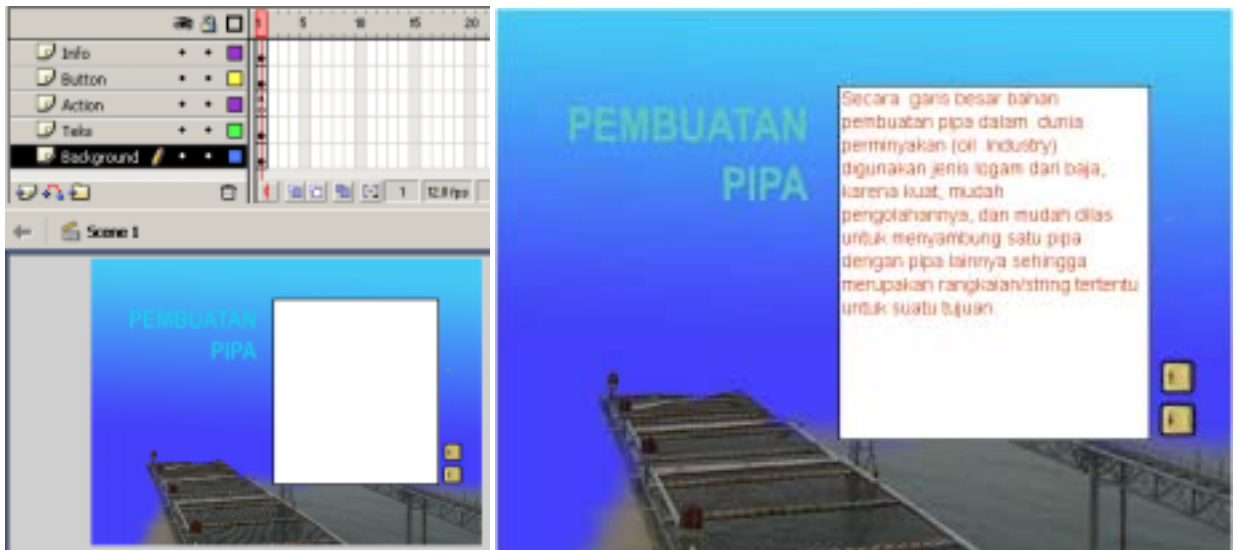 1 5 10 15 20
Info
Button
Action
Teks
Background
1 12.0 fps
Scene 1
PEMBUATAN
PIPA
PEMBUATAN
PIPA
Secara garis besar bahan
pembuatan pipa dalam dunia
perminyakan (oil industry)
digunakan jenis logam dari baja,
karena kuat, mudah
pengolahannya, dan mudah dilas
untuk menyambung satu pipa
dengan pipa lainnya sehingga
merupakan rangkaian/string tertentu
untuk suatu tujuan